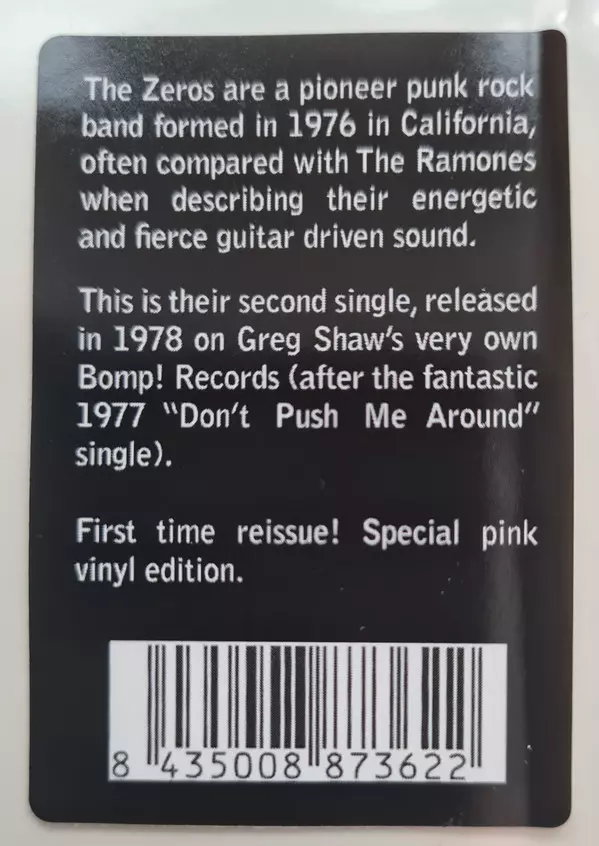 The Zeros are a pioneer punk rock
band formed in 1976 in California,
often compared with The Ramones
when describing their energetic
and fierce guitar driven sound.
This is their second single, released
in 1978 on Greg Shaw's very own
Bomp! Records (after the fantastic
1977 "Don't Push Me Around"
single).
First time reissue! Special pink
vinyl edition.
8 435008 873622